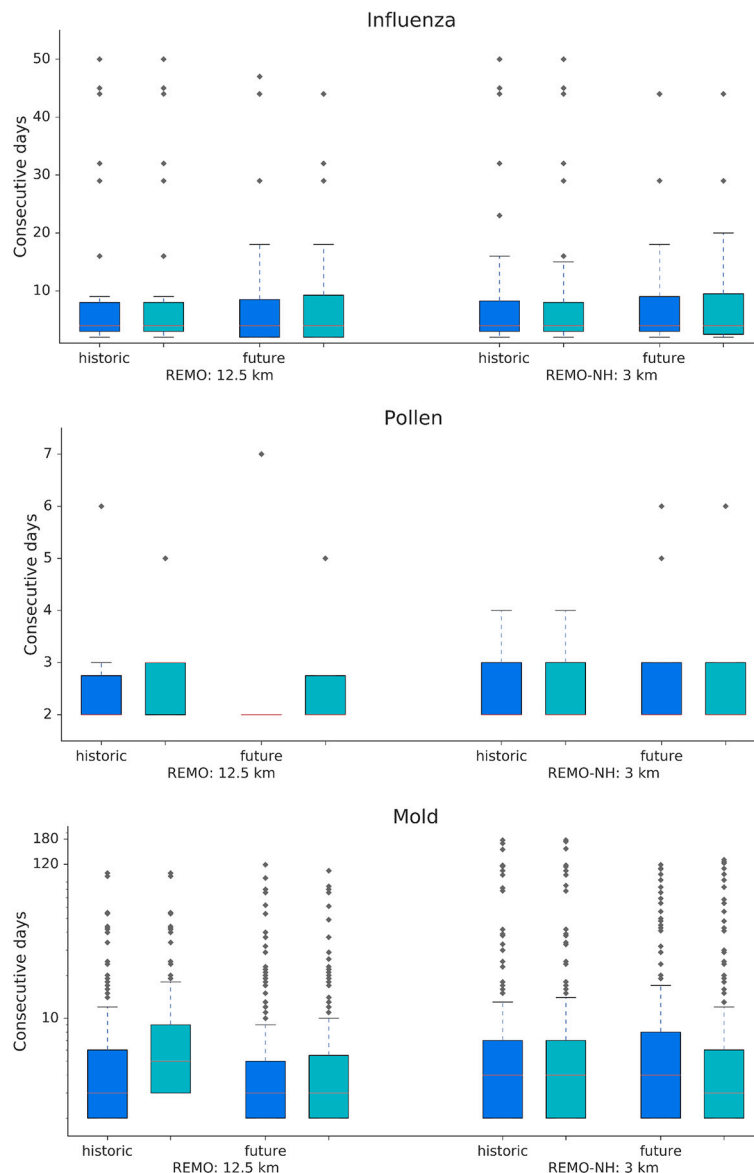 Influenza
Consecutive days
50
40
30
20
10
historic future historic future
REMO: 12.5 km REMO-NH: 3 km
Pollen
Consecutive days
7
6
5
4
3
2
historic future historic future
REMO: 12.5 km REMO-NH: 3 km
Mold
Consecutive days
180
120
10
historic future historic future
REMO: 12.5 km REMO-NH: 3 km